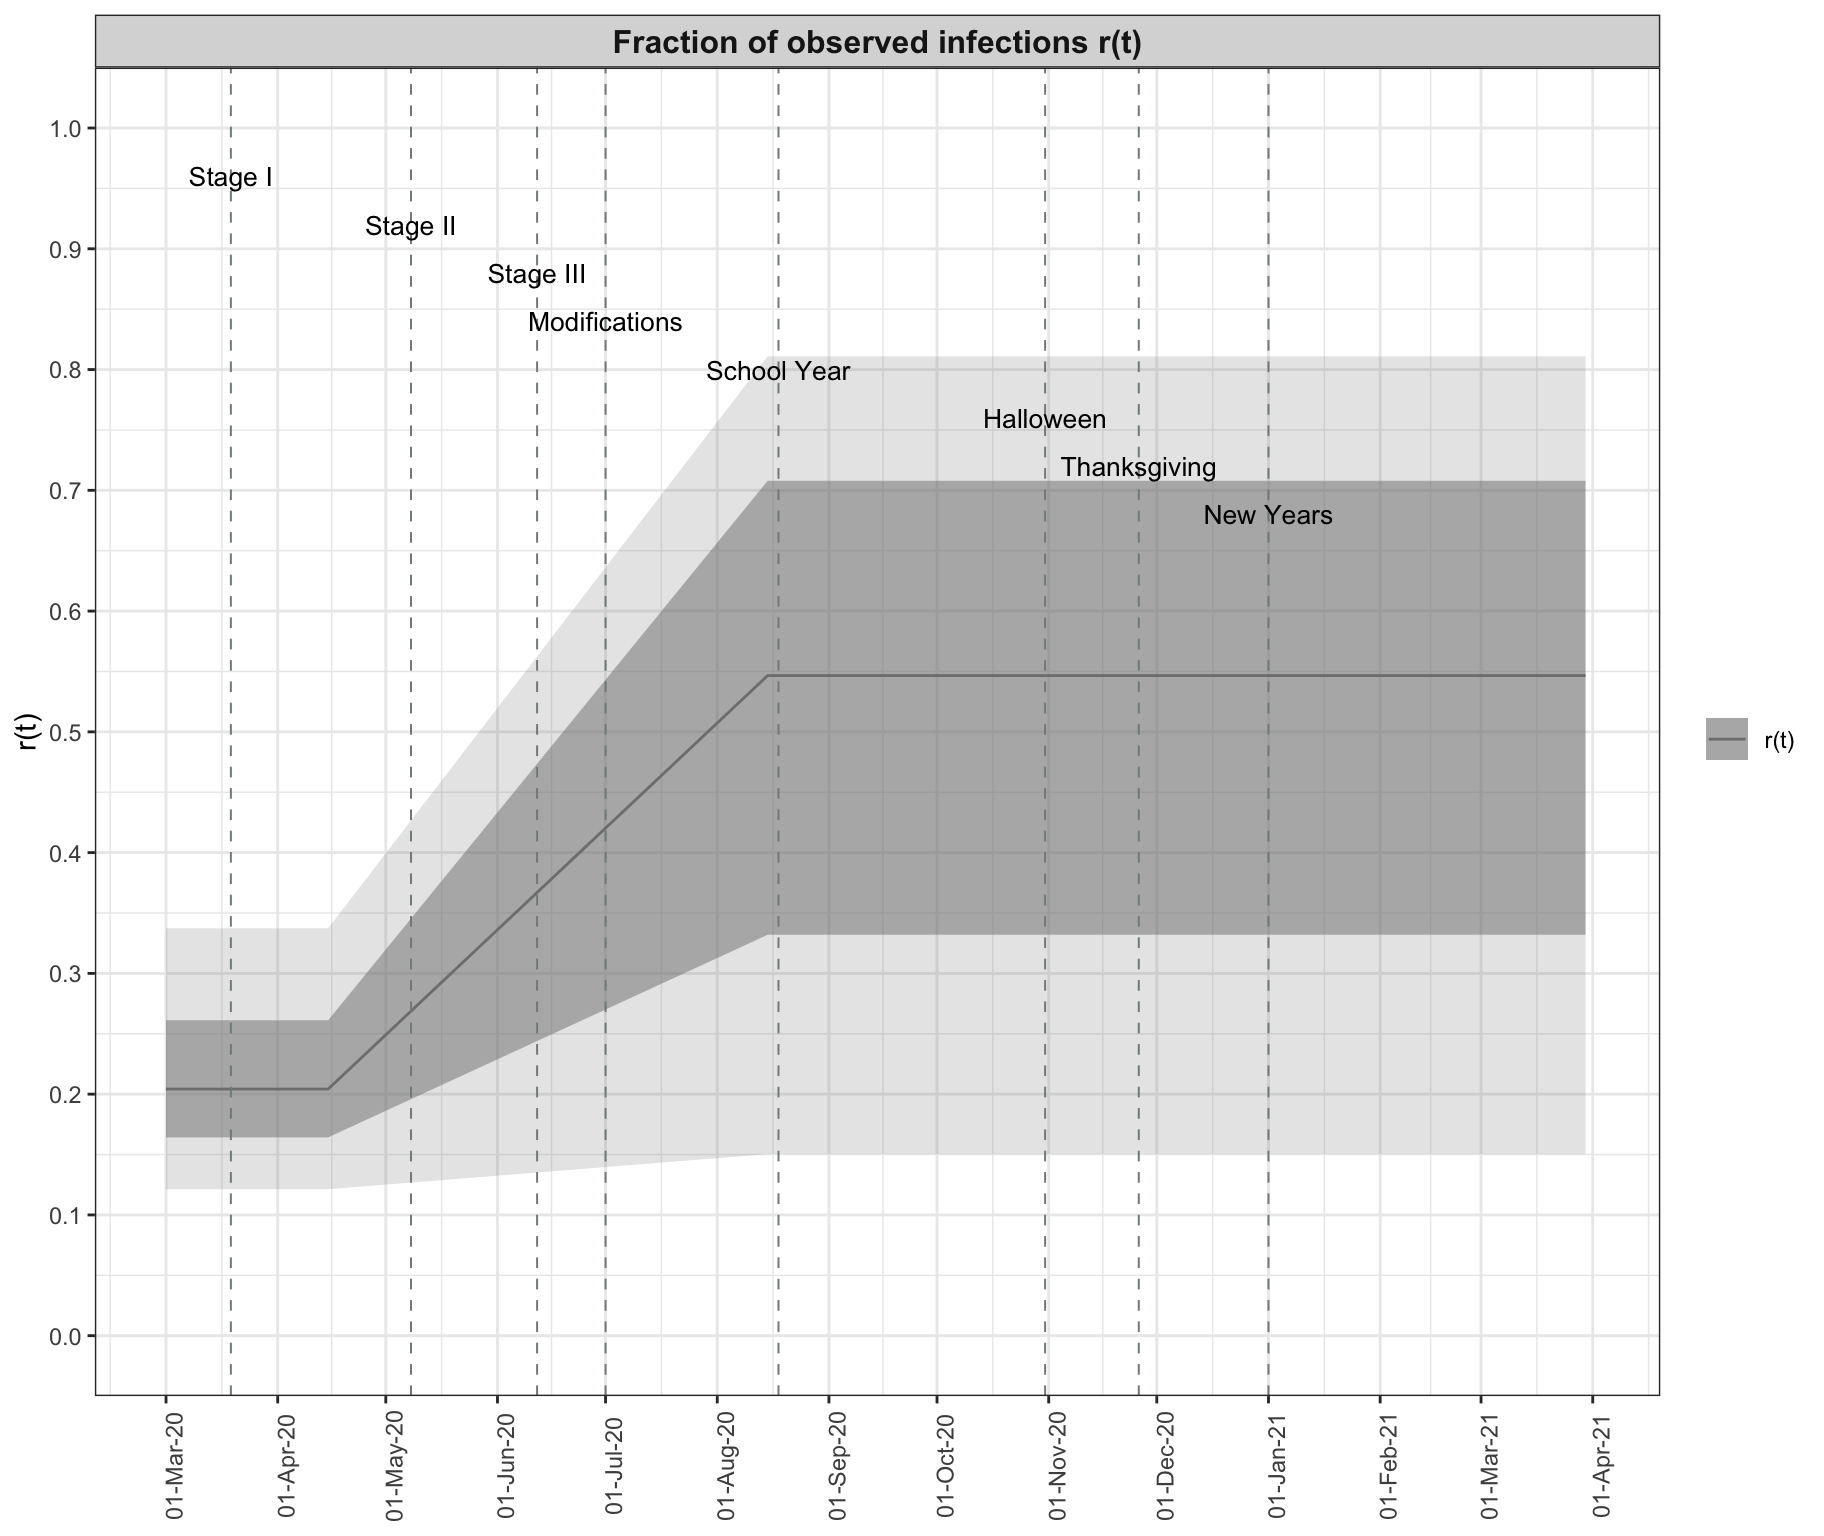 Fraction of observed infections r(t)
1.0
0.9
0.8
0.7
0.6
0.5
0.4
0.3
0.2
0.1
0.0
r(t)
Stage I
Stage II
Stage III
Modifications
School Year
Halloween
Thanksgiving
New Years
r(t)
01-Mar-20
01-Apr-20
01-May-20
01-Jun-20
01-Jul-20
01-Aug-20
01-Sep-20
01-Oct-20
01-Nov-20
01-Dec-20
01-Jan-21
01-Feb-21
01-Mar-21
01-Apr-21